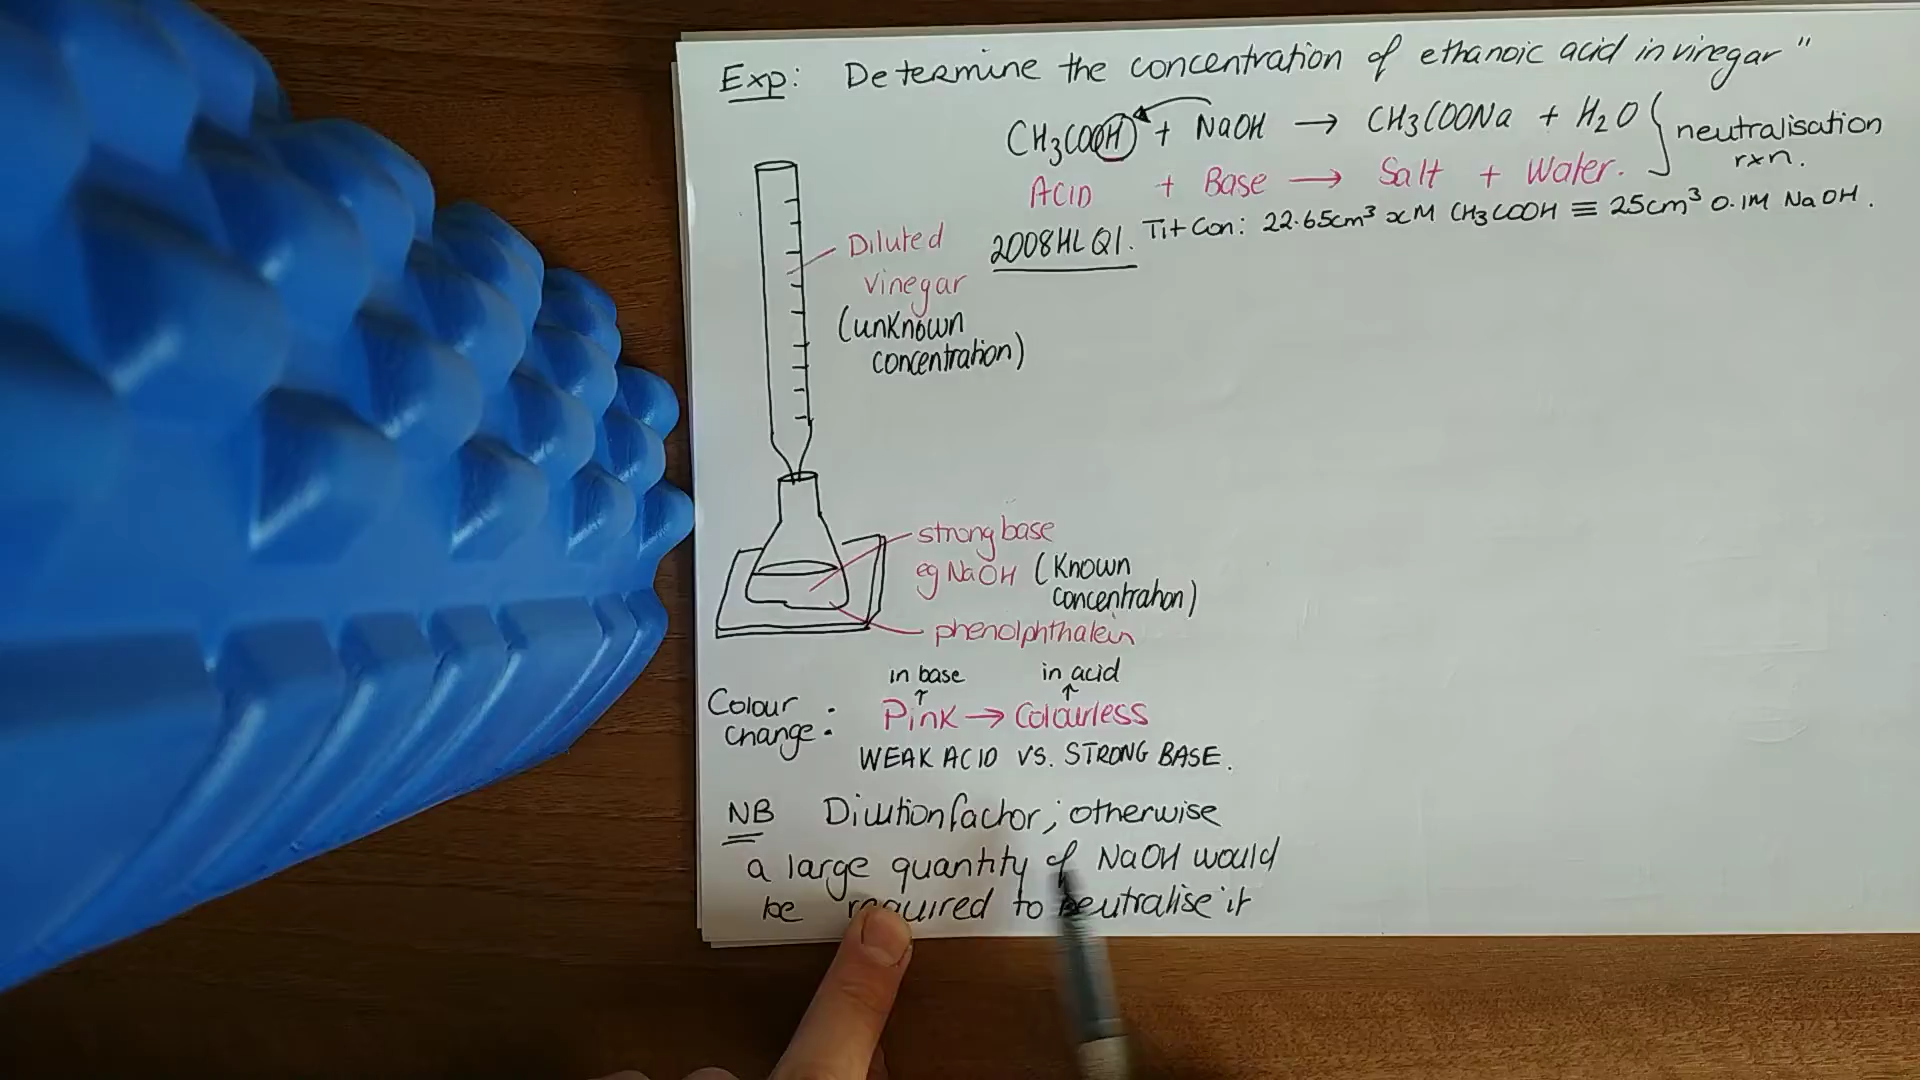 Exp: Determine the concentration of ethanoic acid in vinegar"
CH3COOH + NaOH → CH3COONa + H2O } neutralisation rxn.
ACID + Base → Salt + Water.
2008HL Q1. Tit Con: 22.65cm³ xM CH3COOH ≡ 25cm³ 0.1M NaOH.
Diluted
vinegar
(unknown
concentration)
strong base
eg NaOH (Known
concentration)
phenolphthalein
in base in acid
↑ ↑
Colour change: Pink → Colourless
WEAK ACID VS. STRONG BASE.
NB Dilution factor; otherwise
a large quantity of NaOH would
be required to neutralise it